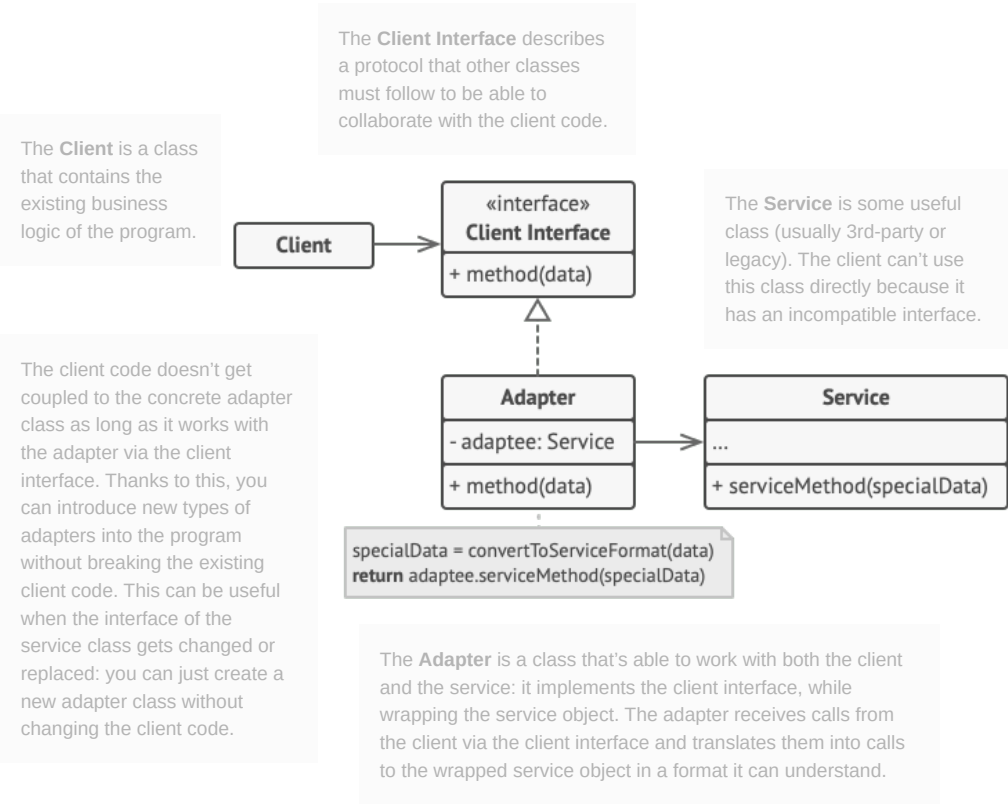 The Client Interface describes
a protocol that other classes
must follow to be able to
collaborate with the client code.
The Client is a class
that contains the
existing business
logic of the program.
Client
«interface»
Client Interface
+ method(data)
The Service is some useful
class (usually 3rd-party or
legacy). The client can’t use
this class directly because it
has an incompatible interface.
The client code doesn’t get
coupled to the concrete adapter
class as long as it works with
the adapter via the client
interface. Thanks to this, you
can introduce new types of
adapters into the program
without breaking the existing
client code. This can be useful
when the interface of the
service class gets changed or
replaced: you can just create a
new adapter class without
changing the client code.
Adapter
- adaptee: Service
+ method(data)
Service
...
+ serviceMethod(specialData)
specialData = convertToServiceFormat(data)
return adaptee.serviceMethod(specialData)
The Adapter is a class that’s able to work with both the client
and the service: it implements the client interface, while
wrapping the service object. The adapter receives calls from
the client via the client interface and translates them into calls
to the wrapped service object in a format it can understand.